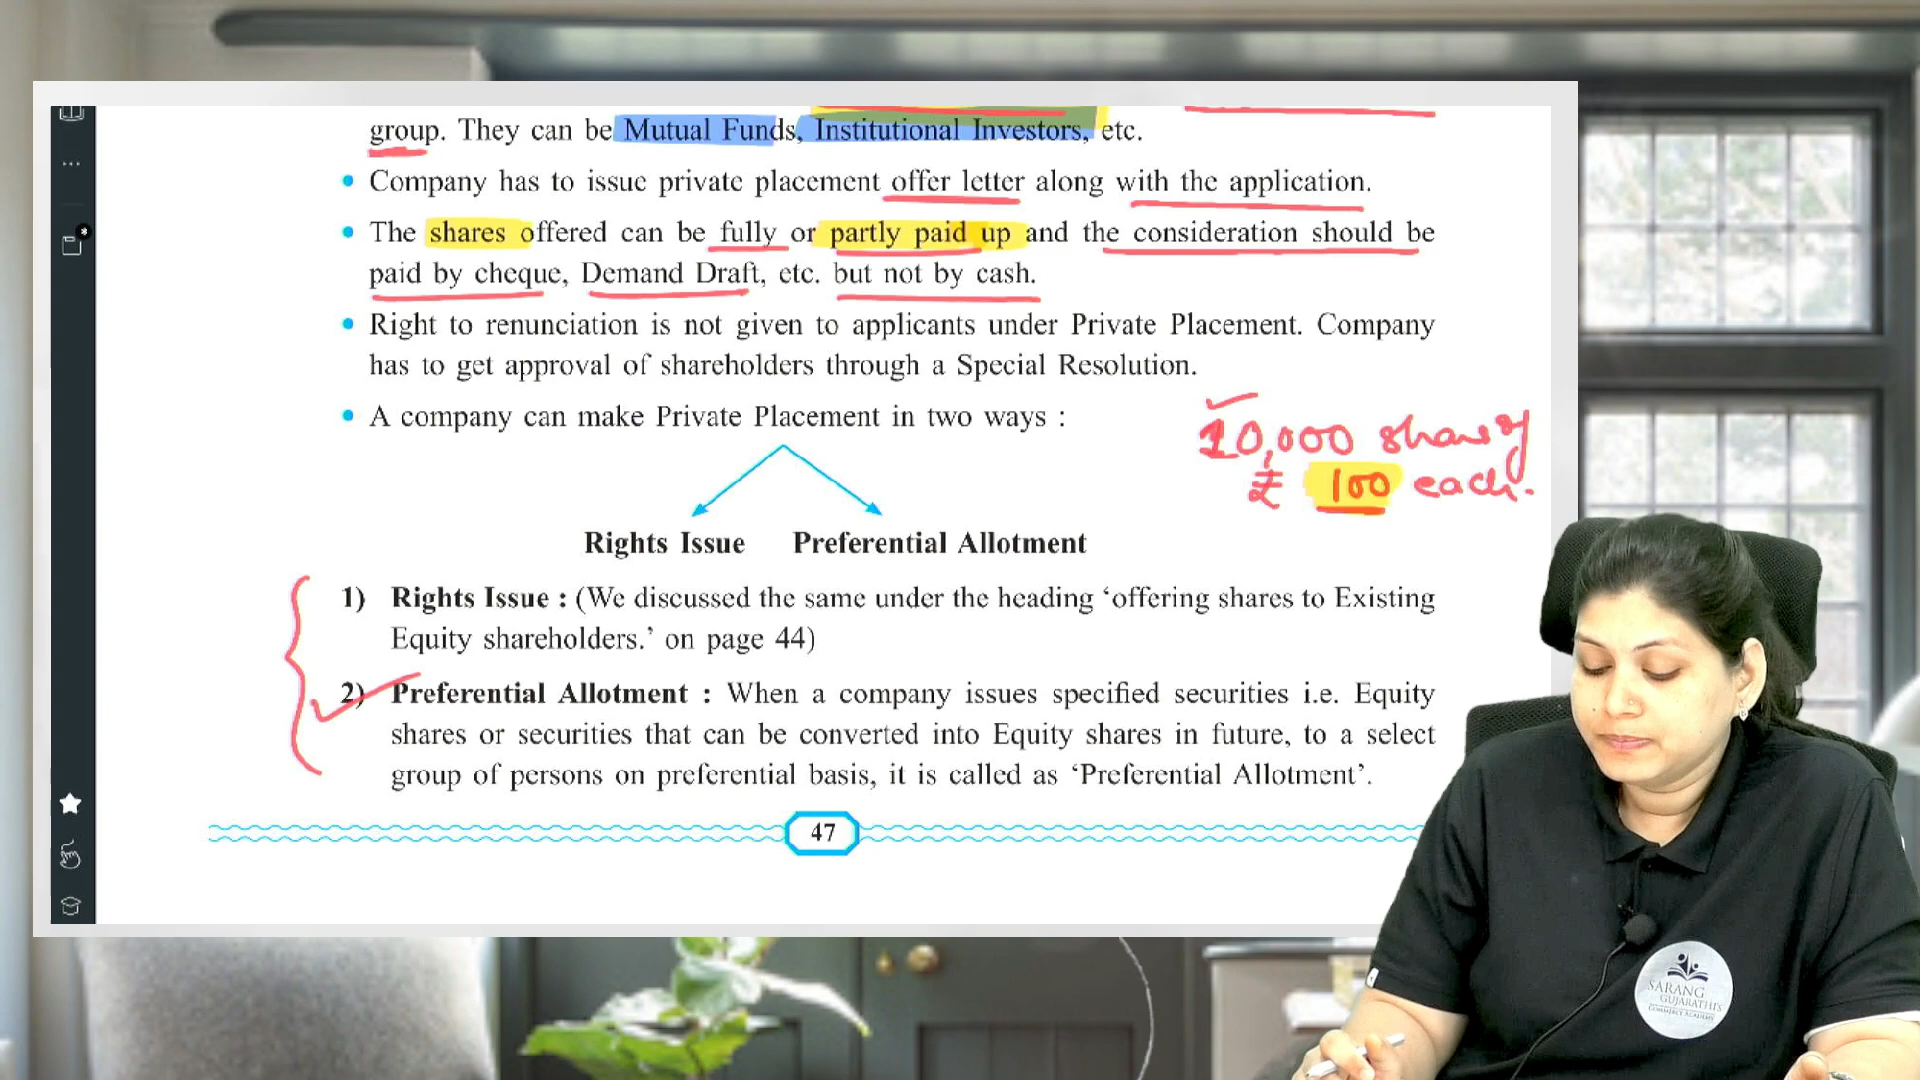 group. They can be Mutual Funds, Institutional Investors, etc.
• Company has to issue private placement offer letter along with the application.
• The shares offered can be fully or partly paid up and the consideration should be
paid by cheque, Demand Draft, etc. but not by cash.
• Right to renunciation is not given to applicants under Private Placement. Company
has to get approval of shareholders through a Special Resolution.
• A company can make Private Placement in two ways :
10,000 share of
₹ 100 each.
Rights Issue Preferential Allotment
1) Rights Issue : (We discussed the same under the heading ‘offering shares to Existing
Equity shareholders.’ on page 44)
2) Preferential Allotment : When a company issues specified securities i.e. Equity
shares or securities that can be converted into Equity shares in future, to a select
group of persons on preferential basis, it is called as ‘Preferential Allotment’.
47
SARANG
GUJARATHI'S
COMMERCE ACADEMY